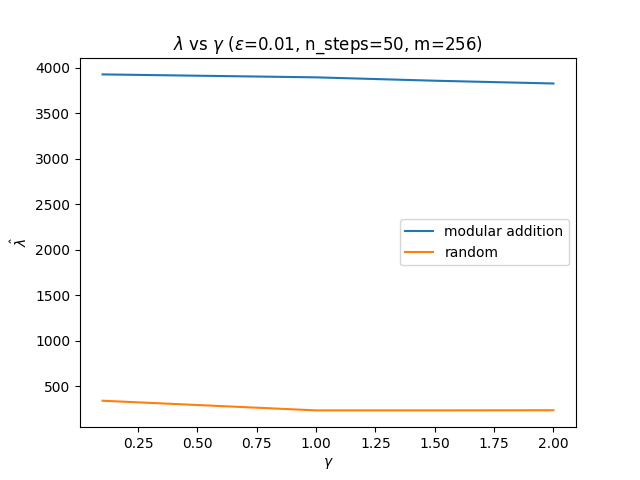 λ vs γ (ε=0.01, n_steps=50, m=256)
4000
3500
3000
2500
2000
1500
1000
500
λ̂
modular addition
random
0.25 0.50 0.75 1.00 1.25 1.50 1.75 2.00
γ